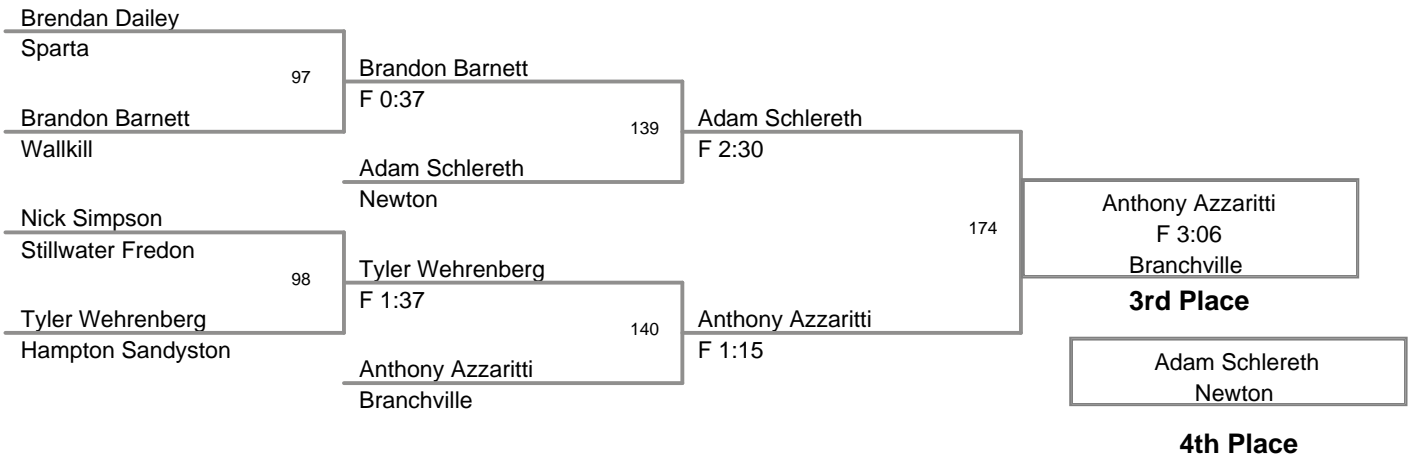 Brendan Dailey
Sparta
97
Brandon Barnett
Wallkill
Nick Simpson
Stillwater Fredon
98
Tyler Wehrenberg
Hampton Sandyston
Brandon Barnett
F 0:37
139
Adam Schlereth
Newton
Tyler Wehrenberg
F 1:37
140
Anthony Azzaritti
Branchville
Adam Schlereth
F 2:30
174
Anthony Azzaritti
F 1:15
Anthony Azzaritti
F 3:06
Branchville
3rd Place
Adam Schlereth
Newton
4th Place